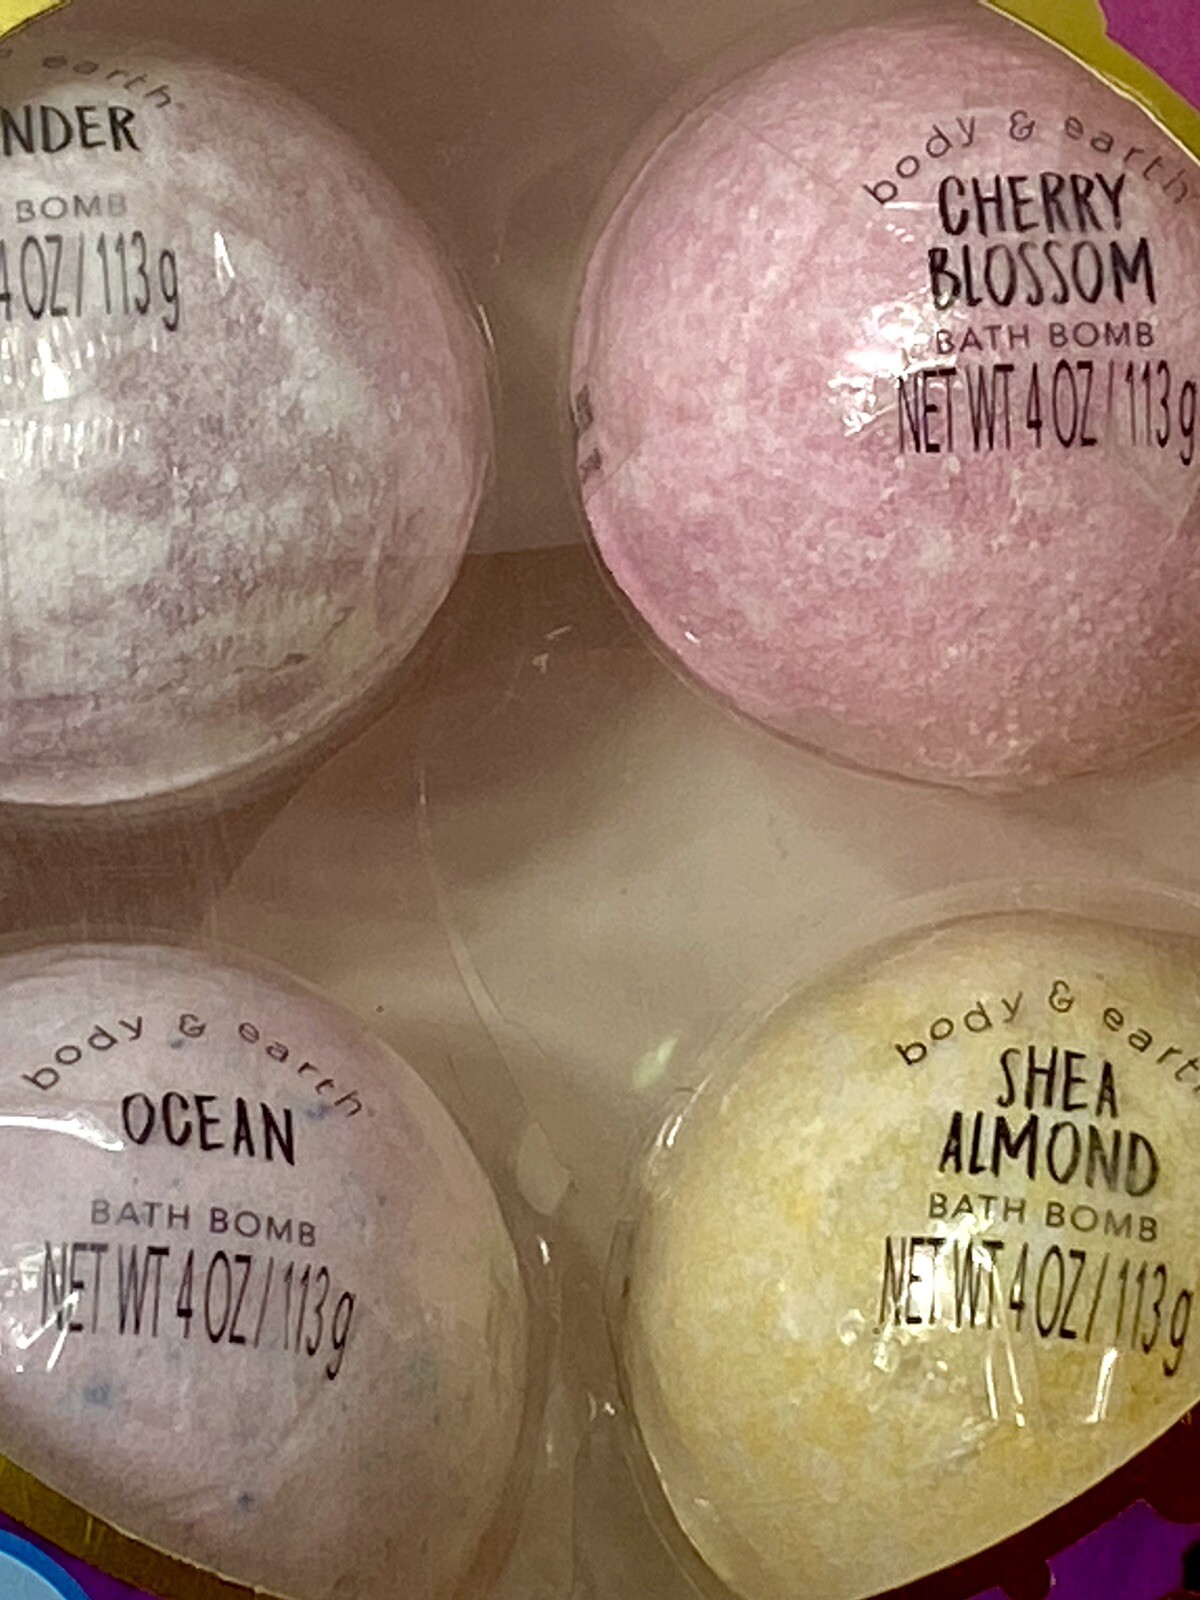 earth
NDER
BOMB
4 OZ / 113 g
body & earth
CHERRY
BLOSSOM
BATH BOMB
NET WT 4 OZ / 113 g
body & earth
OCEAN
BATH BOMB
NET WT 4 OZ / 113 g
body & earth
SHEA
ALMOND
BATH BOMB
NET WT 4 OZ / 113 g